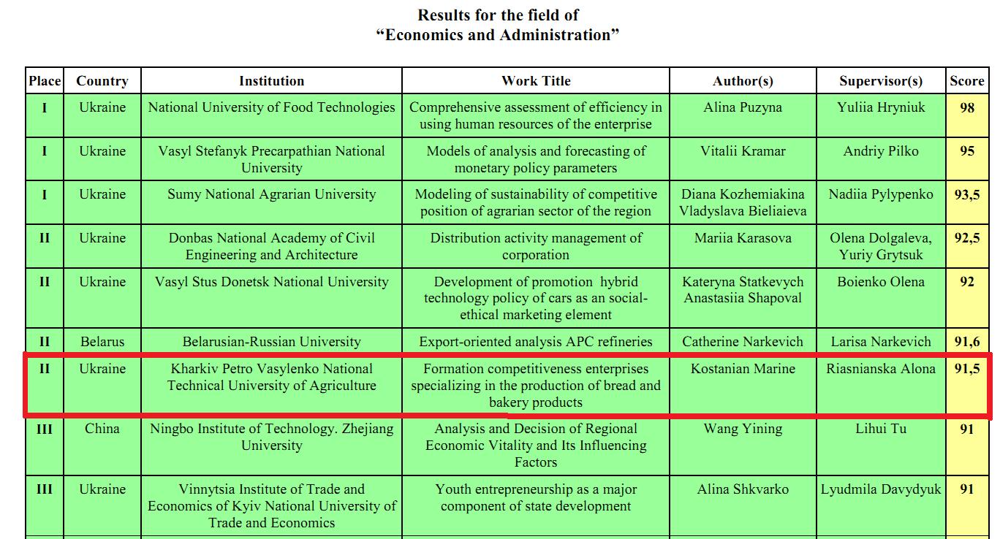 Results for the field of
“Economics and Administration”
Place Country Institution Work Title Author(s) Supervisor(s) Score
I Ukraine National University of Food Technologies Comprehensive assessment of efficiency in Alina Puzyna Yuliia Hryniuk 98
using human resources of the enterprise
I Ukraine Vasyl Stefanyk Precarpathian National Models of analysis and forecasting of Vitalii Kramar Andriy Pilko 95
University monetary policy parameters
I Ukraine Sumy National Agrarian University Modeling of sustainability of competitive Diana Kozhemiakina Nadiia Pylypenko 93,5
position of agrarian sector of the region Vladyslava Bieliaieva
II Ukraine Donbas National Academy of Civil Distribution activity management of Mariia Karasova Olena Dolgaleva, 92,5
Engineering and Architecture corporation Yuriy Grytsuk
II Ukraine Vasyl Stus Donetsk National University Development of promotion hybrid Kateryna Statkevych Boienko Olena 92
technology policy of cars as an social- Anastasiia Shapoval
ethical marketing element
II Belarus Belarusian-Russian University Export-oriented analysis APC refineries Catherine Narkevich Larisa Narkevich 91,6
II Ukraine Kharkiv Petro Vasylenko National Formation competitiveness enterprises Kostanian Marine Riasnianska Alona 91,5
Technical University of Agriculture specializing in the production of bread and
bakery products
III China Ningbo Institute of Technology. Zhejiang Analysis and Decision of Regional Wang Yining Lihui Tu 91
University Economic Vitality and Its Influencing
Factors
III Ukraine Vinnytsia Institute of Trade and Youth entrepreneurship as a major Alina Shkvarko Lyudmila Davydyuk 91
Economics of Kyiv National University of component of state development
Trade and Economics